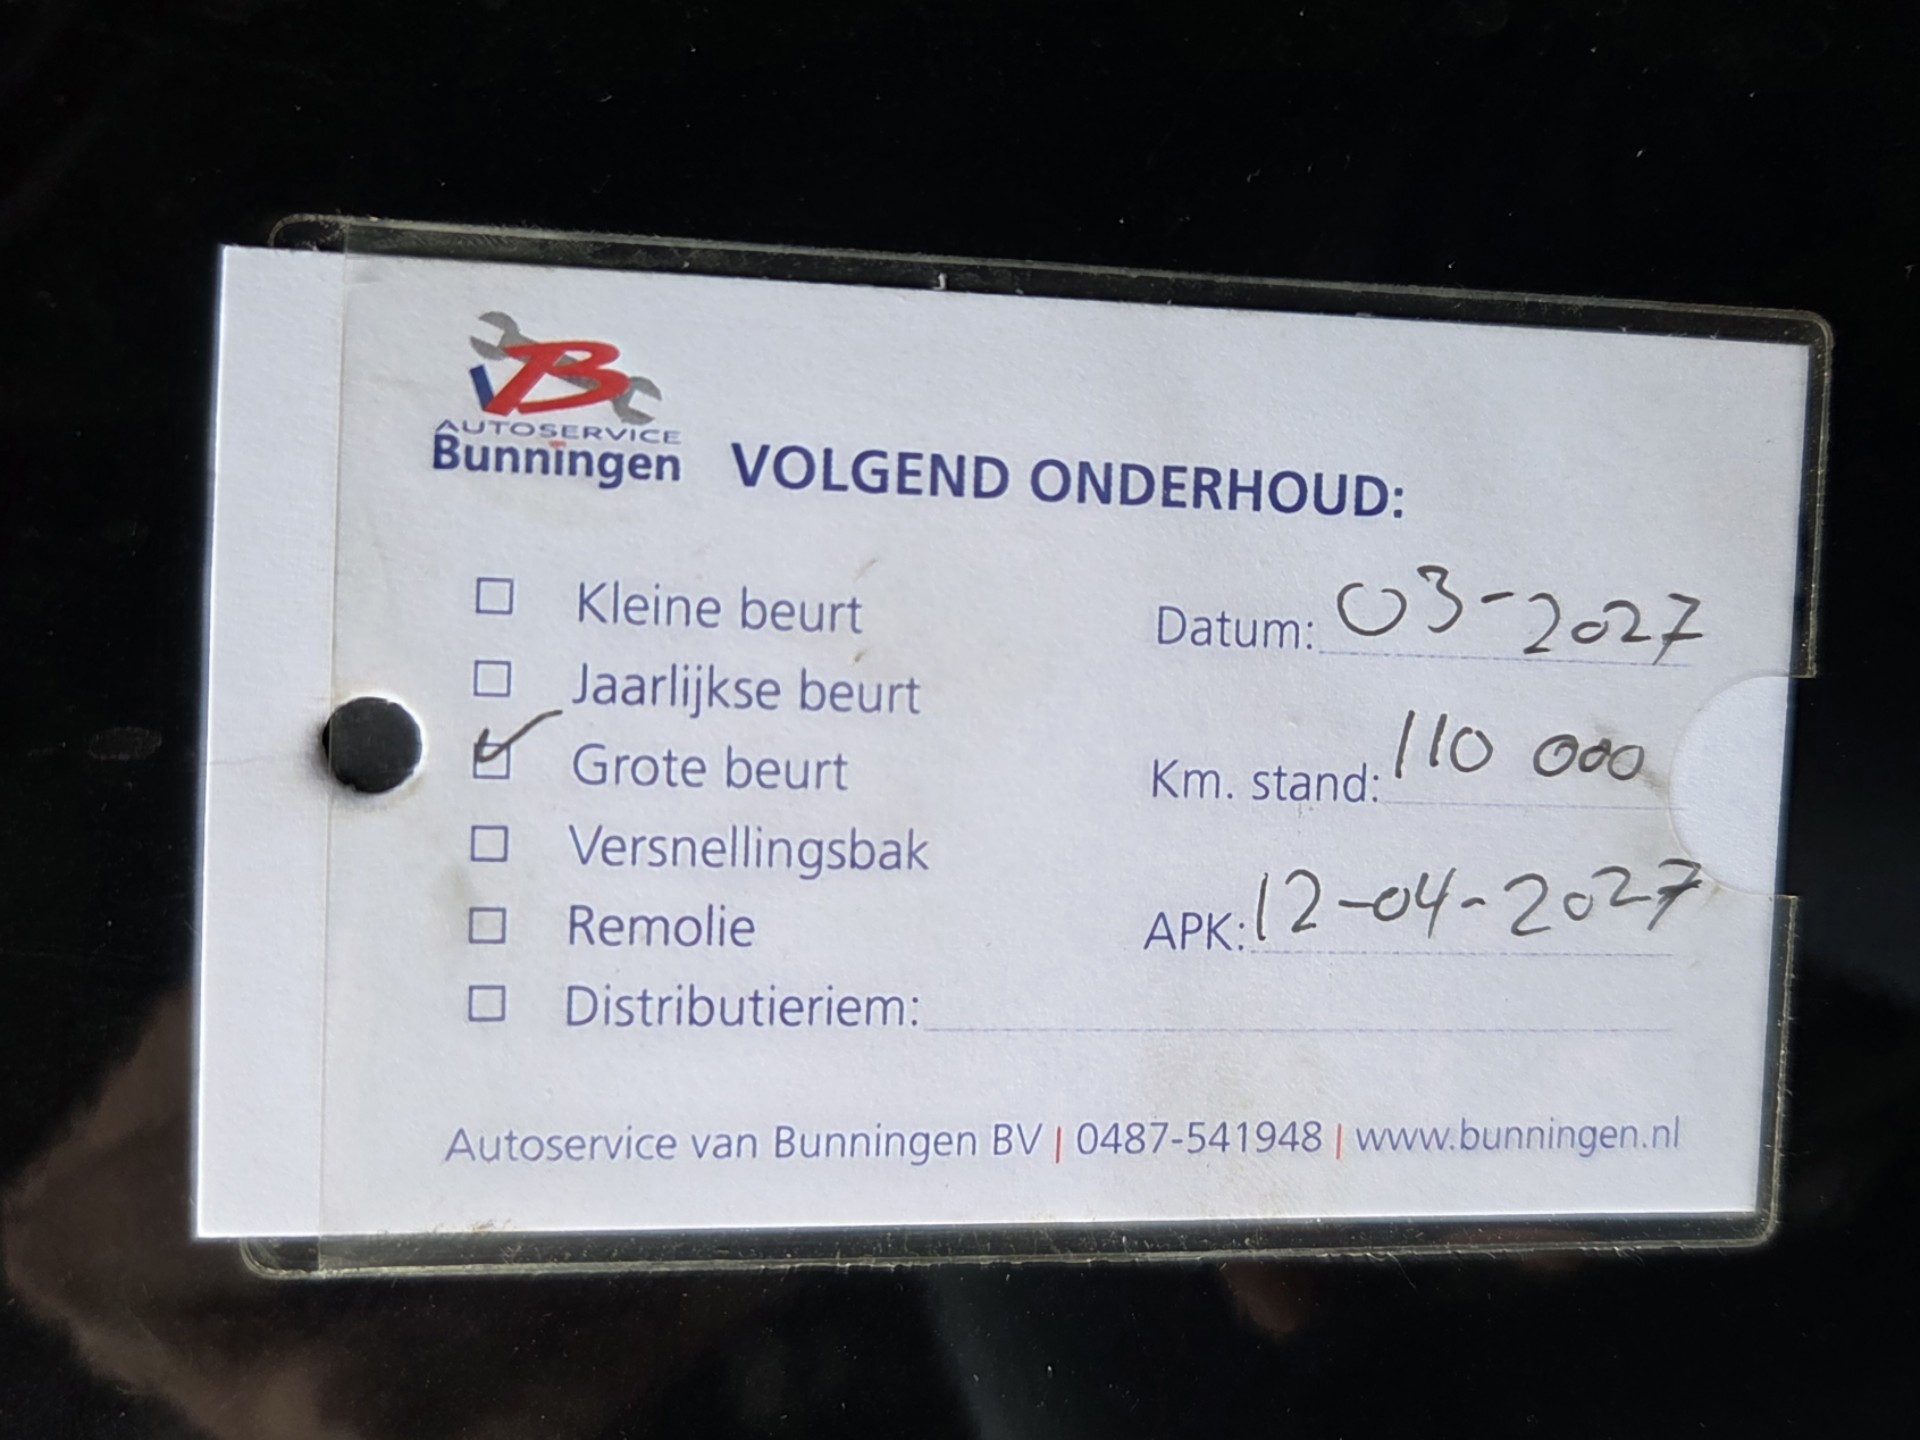 VB
AUTOSERVICE
Bunningen
VOLGEND ONDERHOUD:
Kleine beurt
Jaarlijkse beurt
Grote beurt
Versnellingsbak
Remolie
Distributieriem:
Datum: 03-2027
Km. stand: 110 000
APK: 12-04-2027
Autoservice van Bunningen BV | 0487-541948 | www.bunningen.nl